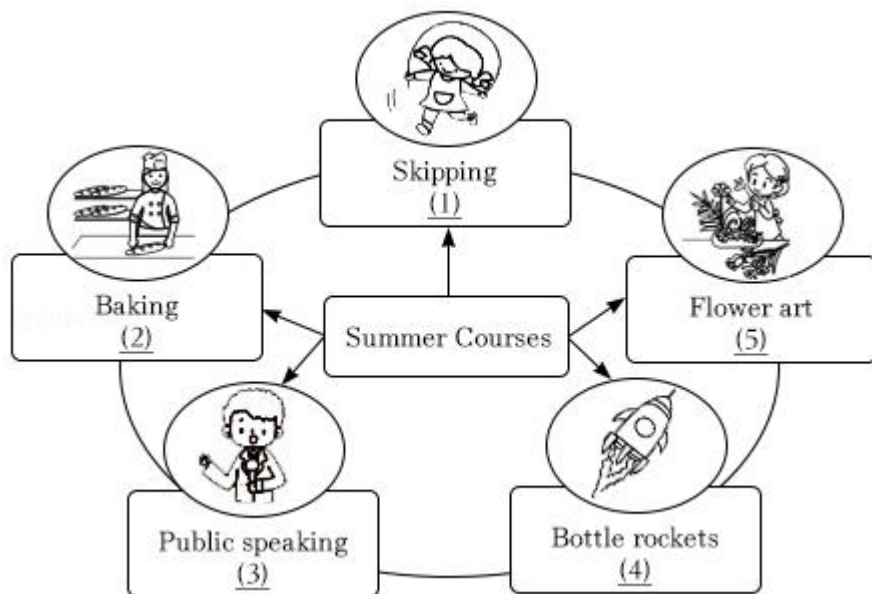 Skipping
(1)
Baking
(2)
Summer Courses
Flower art
(5)
Public speaking
(3)
Bottle rockets
(4)